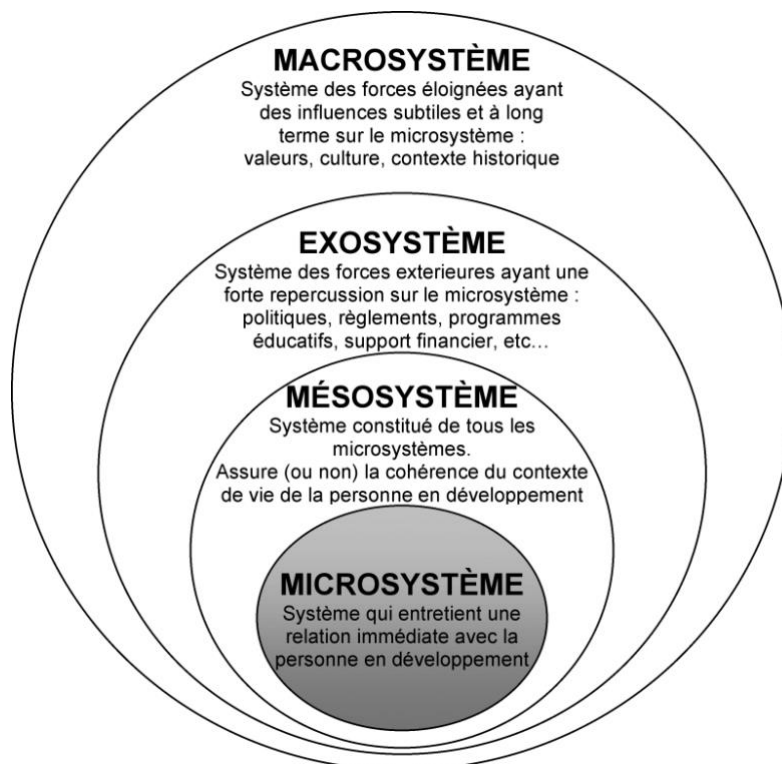 MACROSYSTÈME
Système des forces éloignées ayant
des influences subtiles et à long
terme sur le microsystème :
valeurs, culture, contexte historique
EXOSYSTÈME
Système des forces exterieures ayant une
forte repercussion sur le microsystème :
politiques, règlements, programmes
éducatifs, support financier, etc...
MÉSOSYSTÈME
Système constitué de tous les
microsystèmes.
Assure (ou non) la cohérence du contexte
de vie de la personne en développement
MICROSYSTÈME
Système qui entretient une
relation immédiate avec la
personne en développement